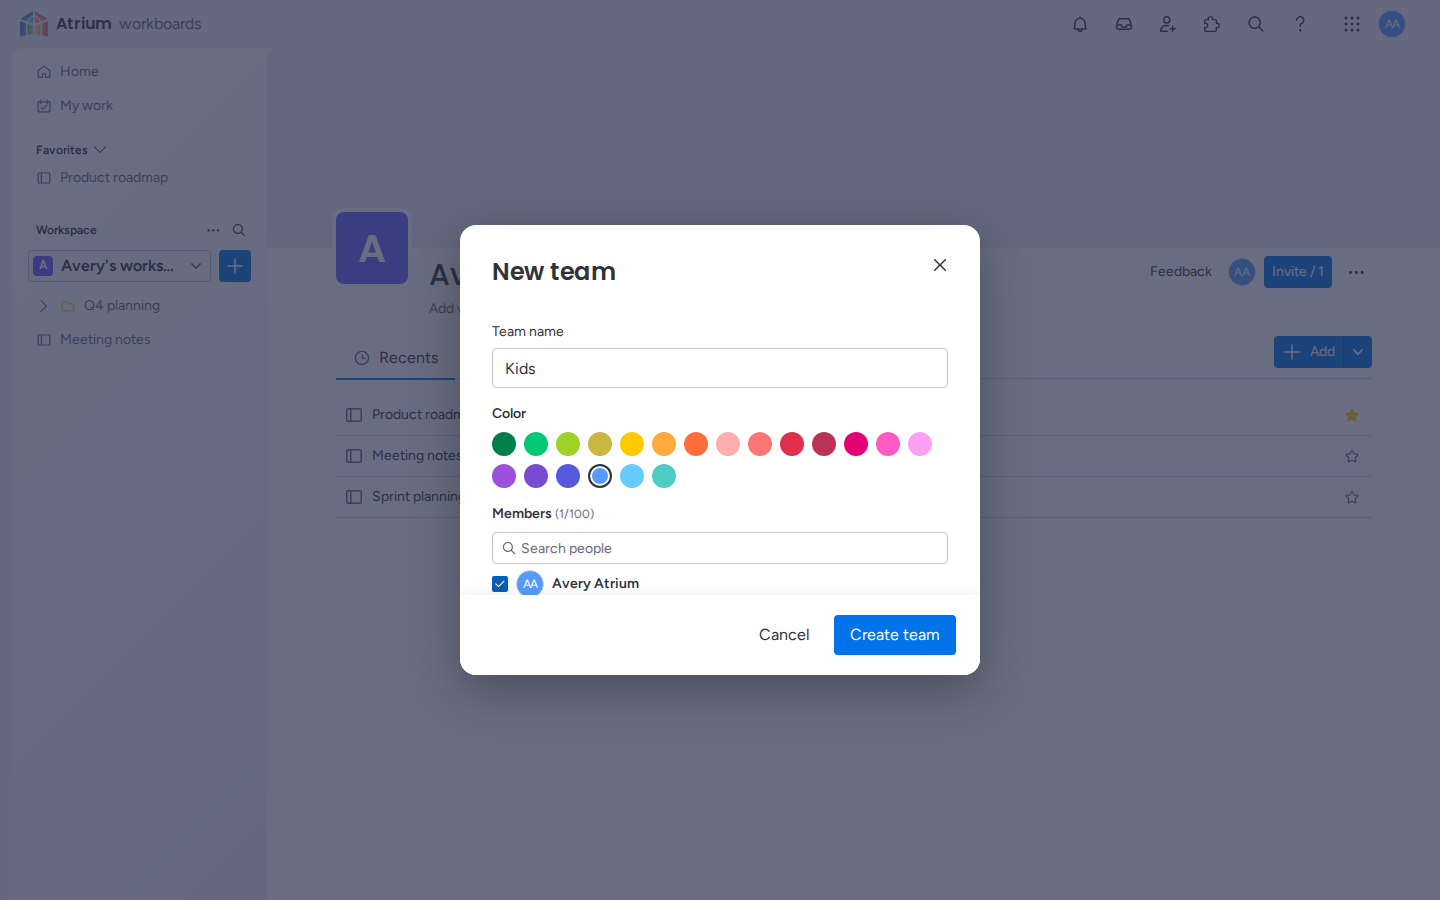 Atrium workboards
AA
Home
My work
Favorites
Product roadmap
Workspace
A
Avery's works...
Q4 planning
Meeting notes
A
Feedback
AA
Invite / 1
Recents
Add
Product
Meeting notes
Sprint
New team
Team name
Kids
Color
Members (1/100)
Search people
AA Avery Atrium
Cancel
Create team